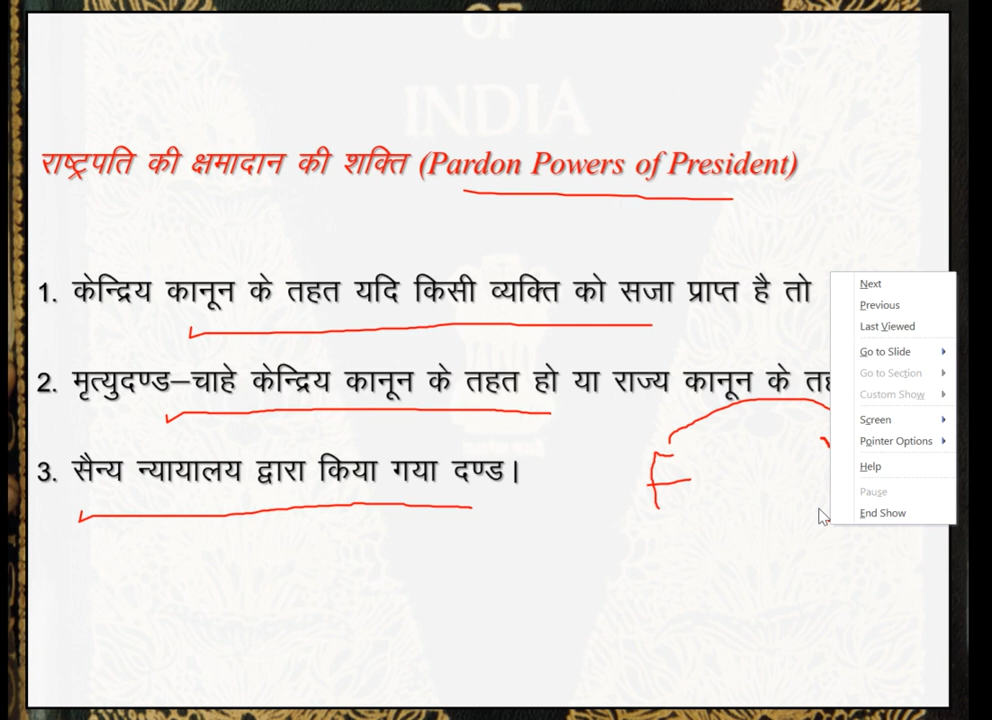 OF
INDIA
राष्ट्रपति की क्षमादान की शक्ति (Pardon Powers of President)
1. केन्द्रिय कानून के तहत यदि किसी व्यक्ति को सजा प्राप्त है तो
2. मृत्युदण्ड–चाहे केन्द्रिय कानून के तहत हो या राज्य कानून के
3. सैन्य न्यायालय द्वारा किया गया दण्ड।
F
Next
Previous
Last Viewed
Go to Slide
Go to Section
Custom Show
Screen
Pointer Options
Help
Pause
End Show